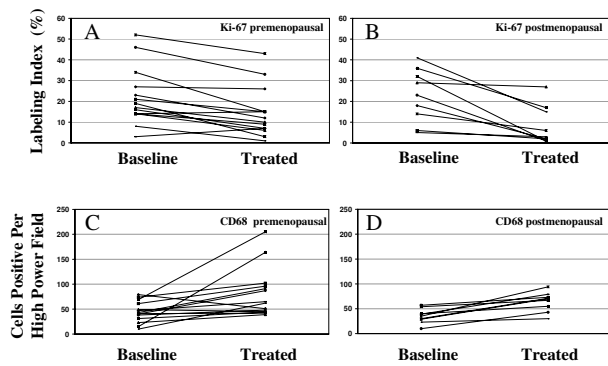 A
Ki-67 premenopausal
B
Ki-67 postmenopausal
Labeling Index (%)
60
50
40
30
20
10
0
60
50
40
30
20
10
0
Baseline
Treated
Baseline
Treated
C
CD68 premenopausal
D
CD68 postmenopausal
Cells Positive Per
High Power Field
250
200
150
100
50
0
250
200
150
100
50
0
Baseline
Treated
Baseline
Treated